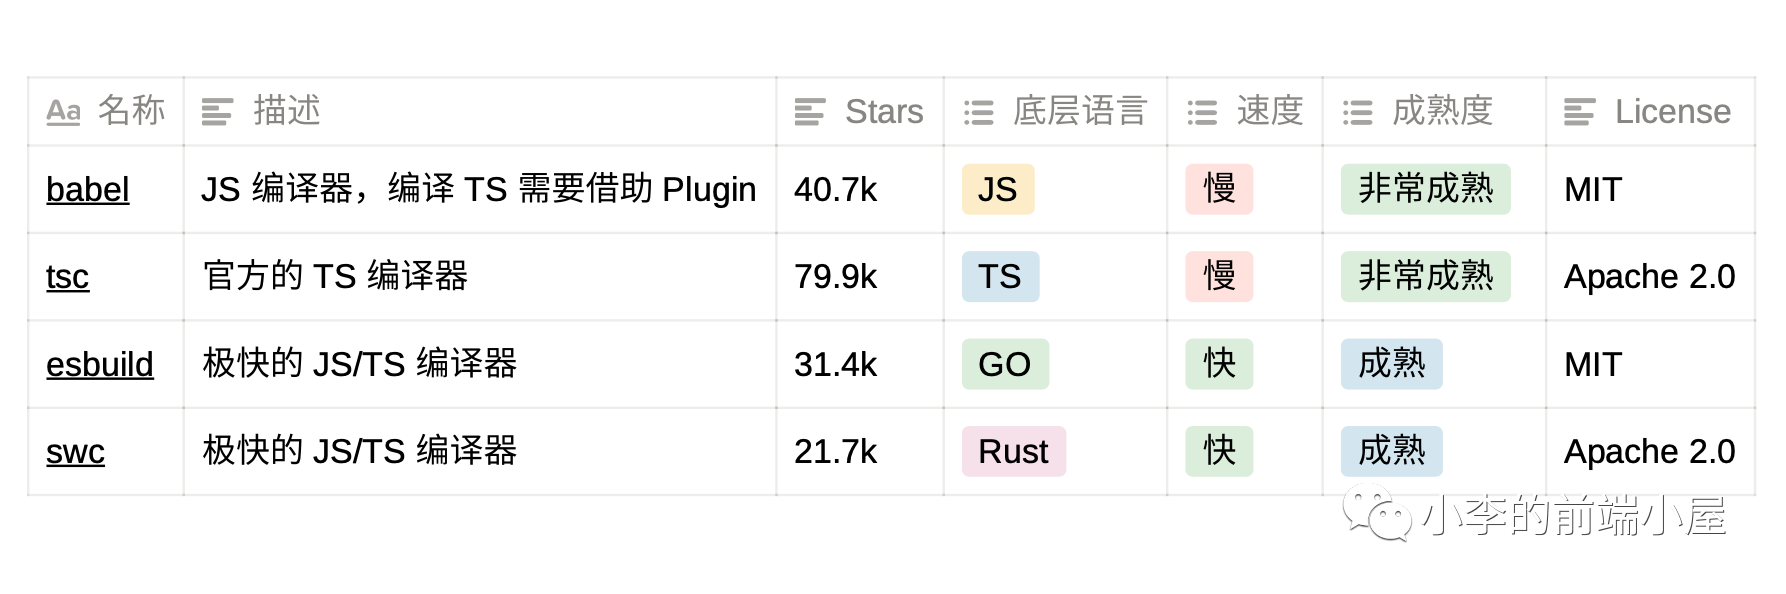 Aa 名称 描述 Stars 底层语言 速度 成熟度 License
babel JS 编译器，编译 TS 需要借助 Plugin 40.7k JS 慢 非常成熟 MIT
tsc 官方的 TS 编译器 79.9k TS 慢 非常成熟 Apache 2.0
esbuild 极快的 JS/TS 编译器 31.4k GO 快 成熟 MIT
swc 极快的 JS/TS 编译器 21.7k Rust 快 成熟 Apache 2.0
小李的前端小屋